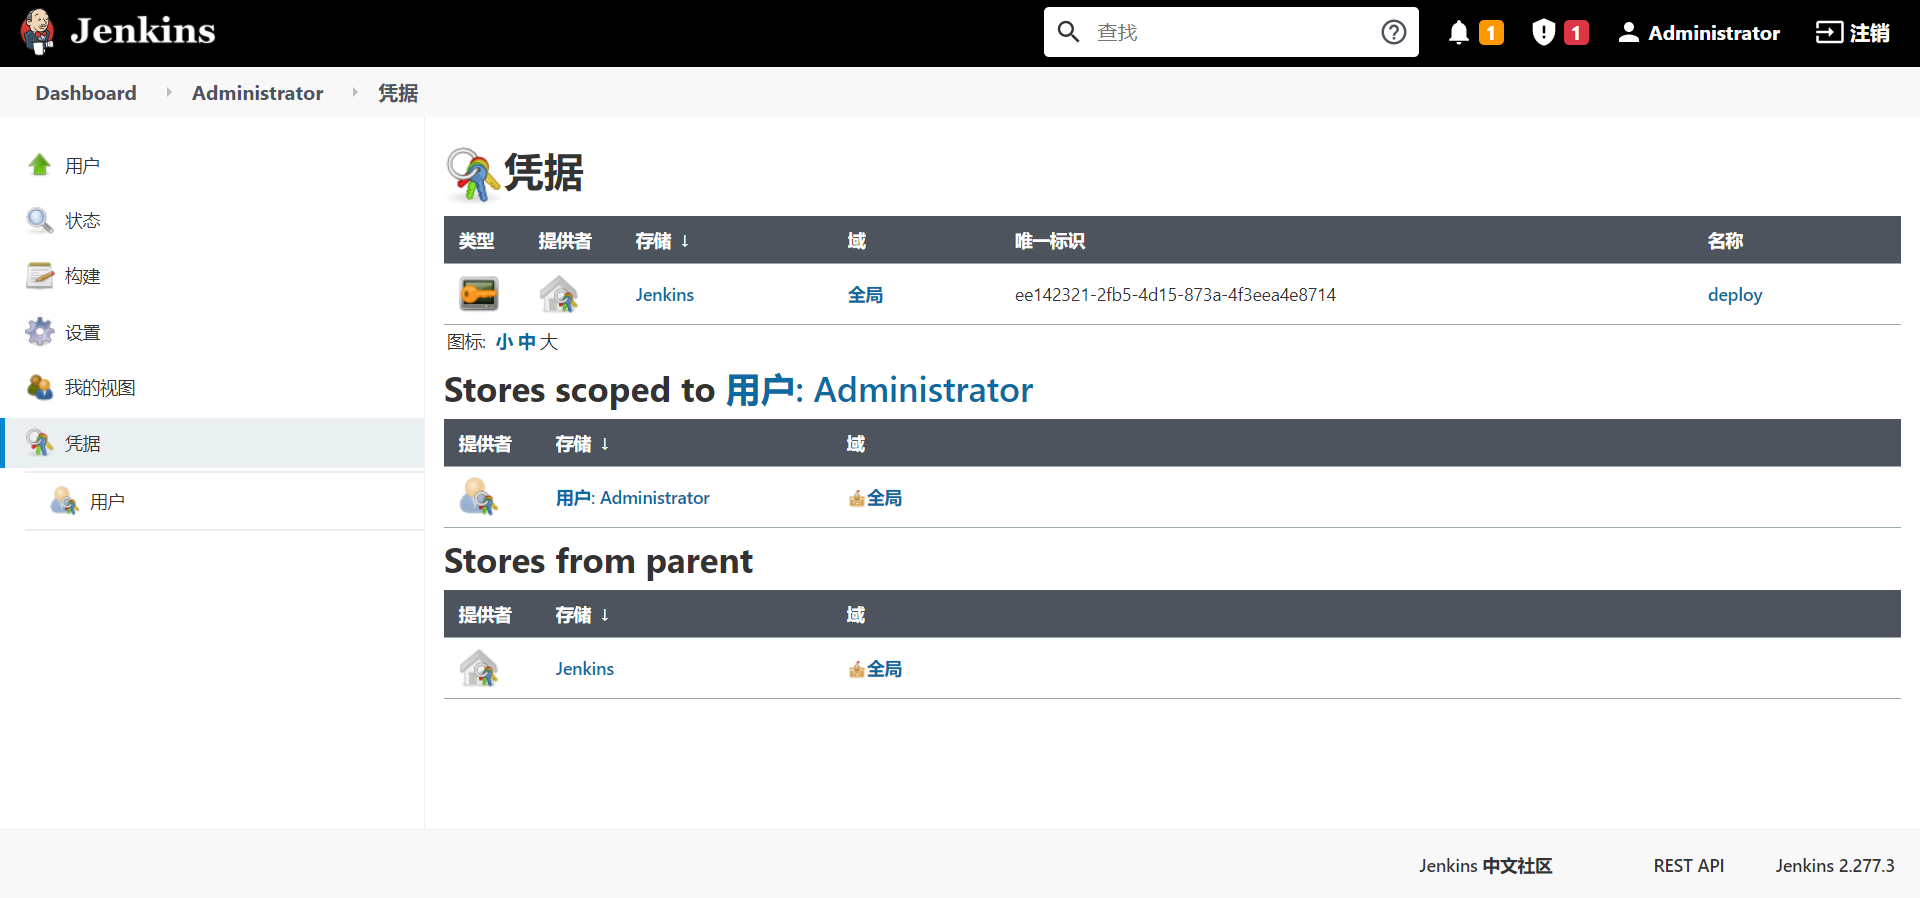 Jenkins
查找
1
1
Administrator
注销
Dashboard
Administrator
凭据
用户
状态
构建
设置
我的视图
凭据
用户
凭据
类型 提供者 存储 ↓ 域 唯一标识 名称
Jenkins 全局 ee142321-2fb5-4d15-873a-4f3eea4e8714 deploy
图标: 小 中 大
Stores scoped to 用户: Administrator
提供者 存储 ↓ 域
用户: Administrator 全局
Stores from parent
提供者 存储 ↓ 域
Jenkins 全局
Jenkins 中文社区 REST API Jenkins 2.277.3